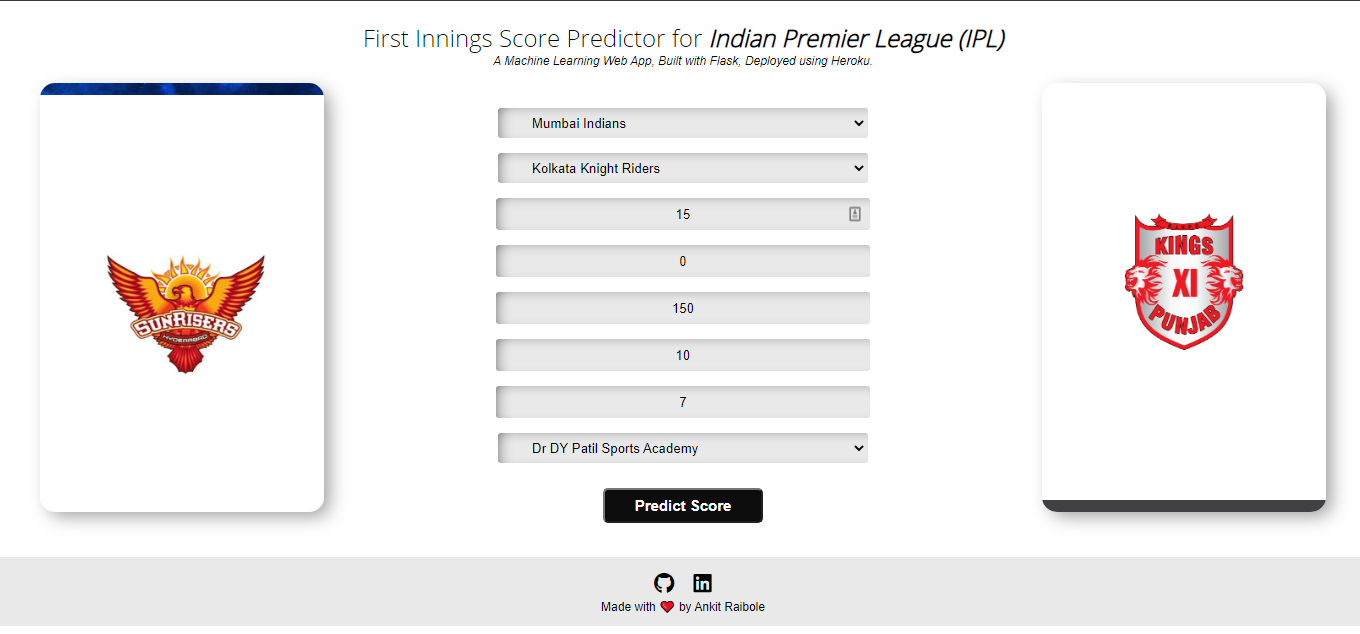 First Innings Score Predictor for Indian Premier League (IPL)
A Machine Learning Web App, Built with Flask, Deployed using Heroku.
Mumbai Indians
Kolkata Knight Riders
15
0
150
10
7
Dr DY Patil Sports Academy
Predict Score
SUNRISERS
HYDERABAD
KINGS
XI
PUNJAB
in
Made with ❤ by Ankit Raibole